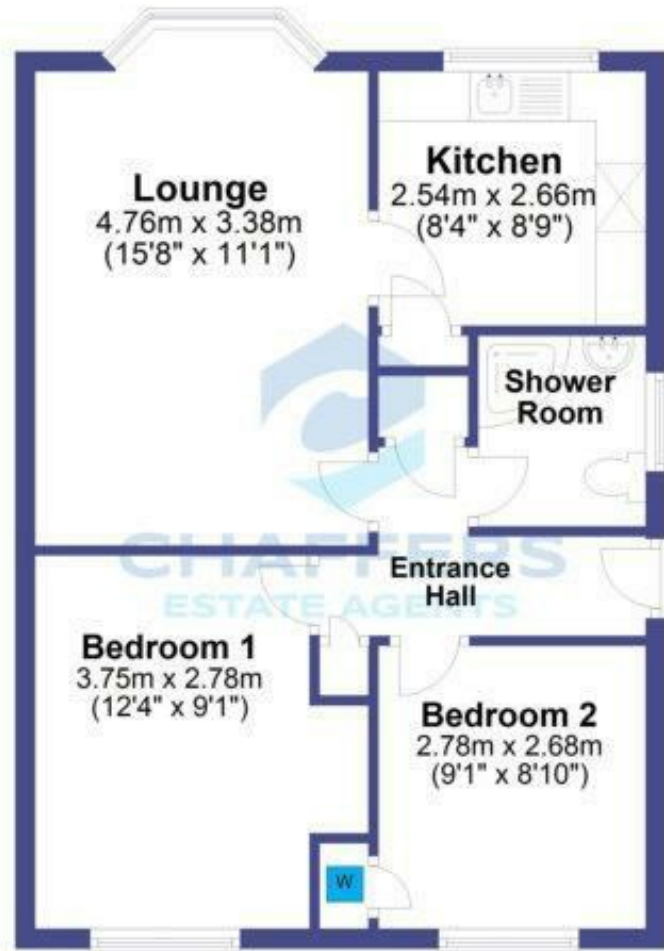 Lounge
4.76m x 3.38m
(15'8" x 11'1")
Kitchen
2.54m x 2.66m
(8'4" x 8'9")
Shower
Room
CHAFFERS
ESTATE AGENTS
Entrance
Hall
Bedroom 1
3.75m x 2.78m
(12'4" x 9'1")
Bedroom 2
2.78m x 2.68m
(9'1" x 8'10")
W